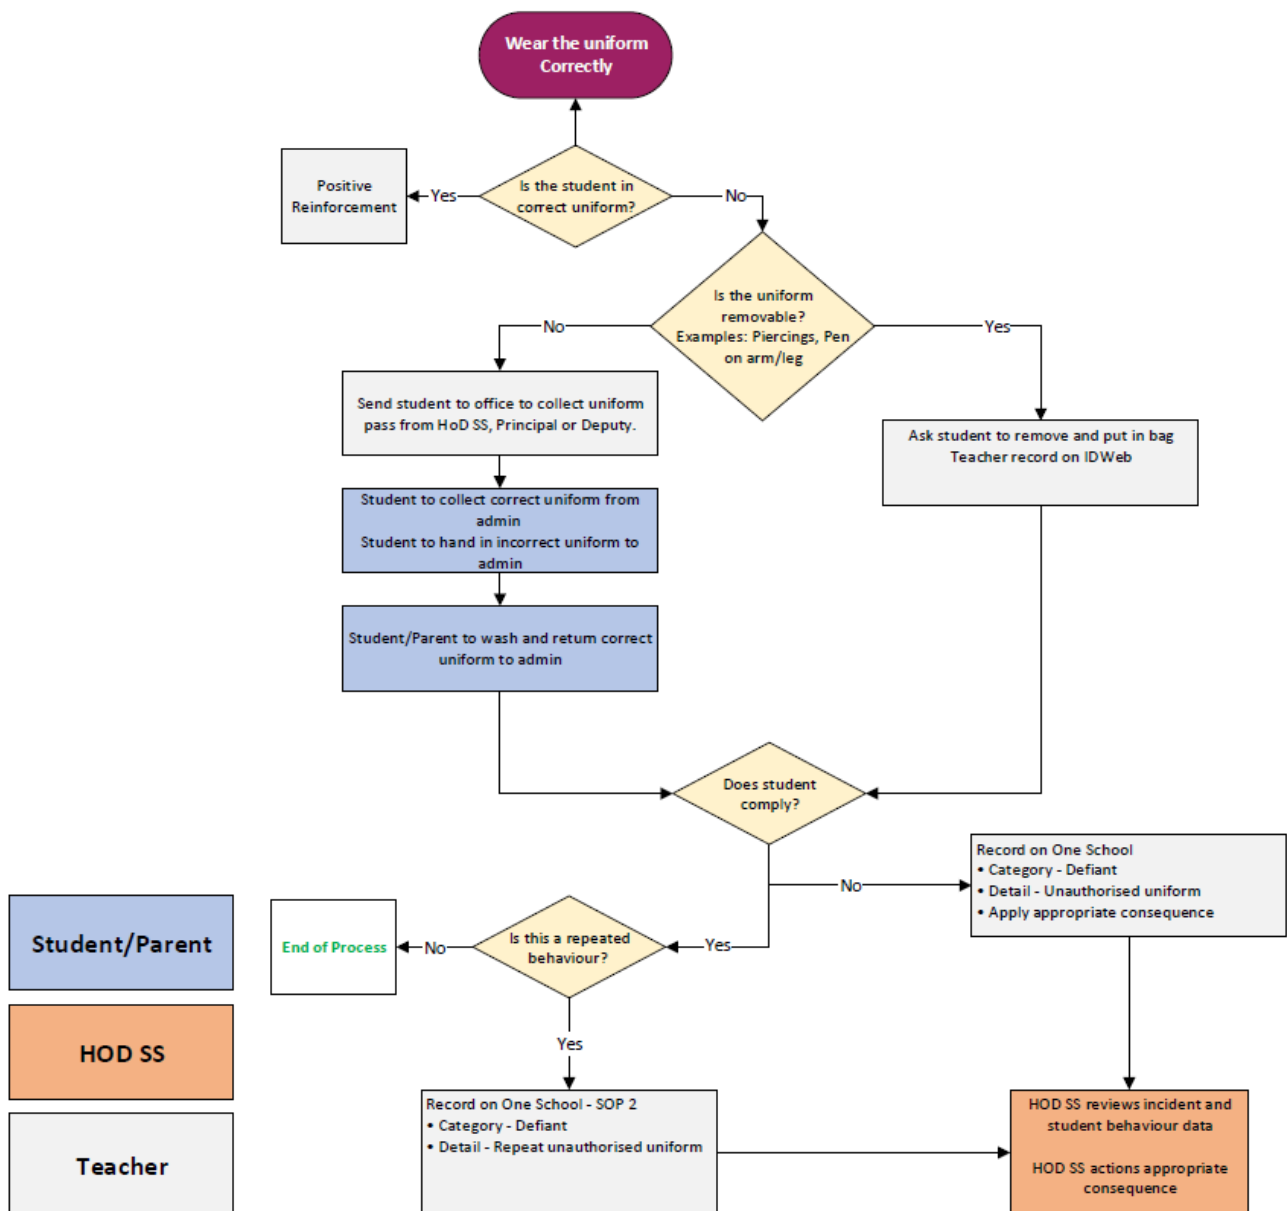 Wear the uniform
Correctly
Is the student in
correct uniform?
Yes
Positive
Reinforcement
No
Is the uniform
removable?
Examples: Piercings, Pen
on arm/leg
No
Yes
Send student to office to collect uniform
pass from HoD SS, Principal or Deputy.
Ask student to remove and put in bag
Teacher record on IDWeb
Student to collect correct uniform from
admin
Student to hand in incorrect uniform to
admin
Student/Parent to wash and return correct
uniform to admin
Does student
comply?
No
Record on One School
• Category - Defiant
• Detail - Unauthorised uniform
• Apply appropriate consequence
Yes
Is this a repeated
behaviour?
No
End of Process
Yes
Record on One School - SOP 2
• Category - Defiant
• Detail - Repeat unauthorised uniform
HOD SS reviews incident and
student behaviour data
HOD SS actions appropriate
consequence
Student/Parent
HOD SS
Teacher